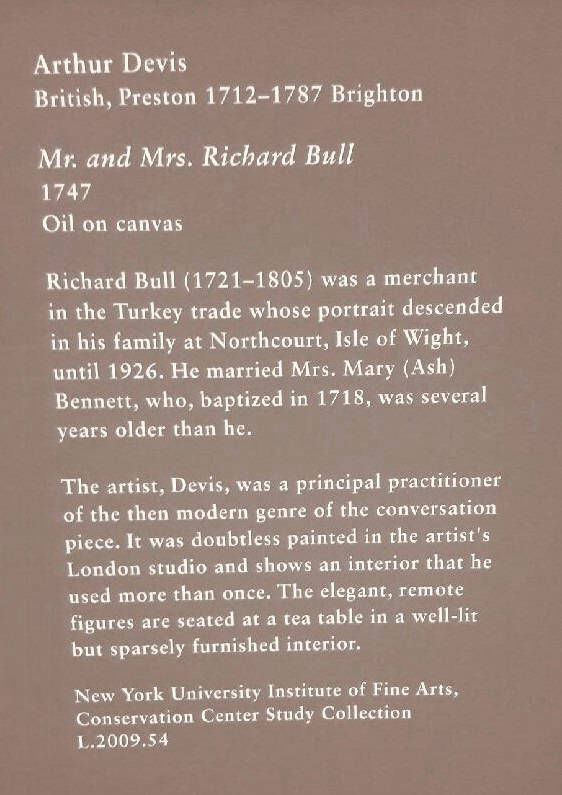 Arthur Devis
British, Preston 1712–1787 Brighton
Mr. and Mrs. Richard Bull
1747
Oil on canvas
Richard Bull (1721–1805) was a merchant
in the Turkey trade whose portrait descended
in his family at Northcourt, Isle of Wight,
until 1926. He married Mrs. Mary (Ash)
Bennett, who, baptized in 1718, was several
years older than he.
The artist, Devis, was a principal practitioner
of the then modern genre of the conversation
piece. It was doubtless painted in the artist's
London studio and shows an interior that he
used more than once. The elegant, remote
figures are seated at a tea table in a well-lit
but sparsely furnished interior.
New York University Institute of Fine Arts,
Conservation Center Study Collection
L.2009.54